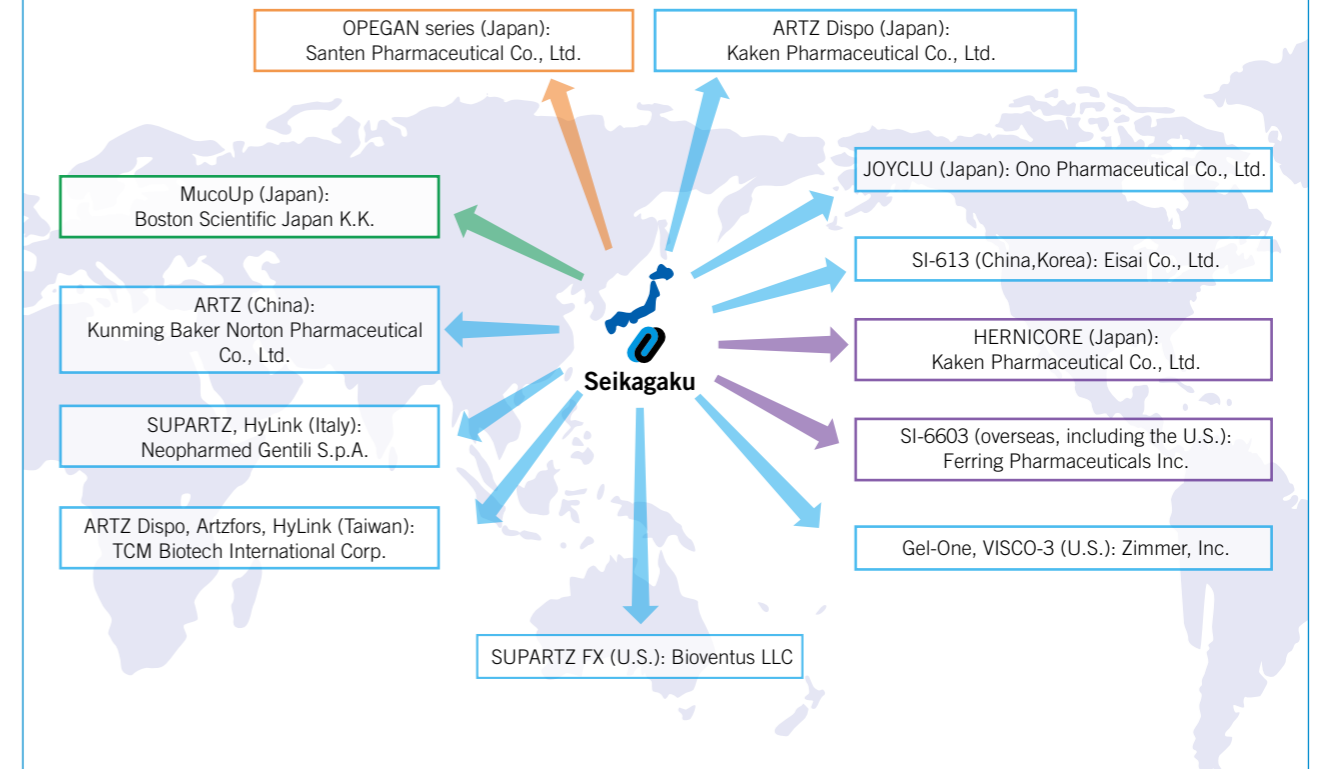 OPEGAN series (Japan):
Santen Pharmaceutical Co., Ltd.
ARTZ Dispo (Japan):
Kaken Pharmaceutical Co., Ltd.
MucoUp (Japan):
Boston Scientific Japan K.K.
JOYCLU (Japan): Ono Pharmaceutical Co., Ltd.
SI-613 (China,Korea): Eisai Co., Ltd.
ARTZ (China):
Kunming Baker Norton Pharmaceutical
Co., Ltd.
HERNICORE (Japan):
Kaken Pharmaceutical Co., Ltd.
Seikagaku
SUPARTZ, HyLink (Italy):
Neopharmed Gentili S.p.A.
SI-6603 (overseas, including the U.S.):
Ferring Pharmaceuticals Inc.
ARTZ Dispo, Artzfors, HyLink (Taiwan):
TCM Biotech International Corp.
Gel-One, VISCO-3 (U.S.): Zimmer, Inc.
SUPARTZ FX (U.S.): Bioventus LLC